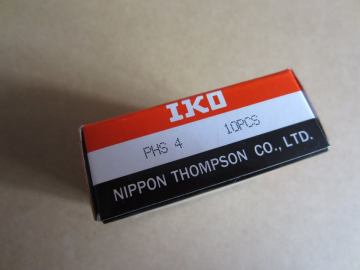 IKO
PHS 4 10PCS
NIPPON THOMPSON CO., LTD.